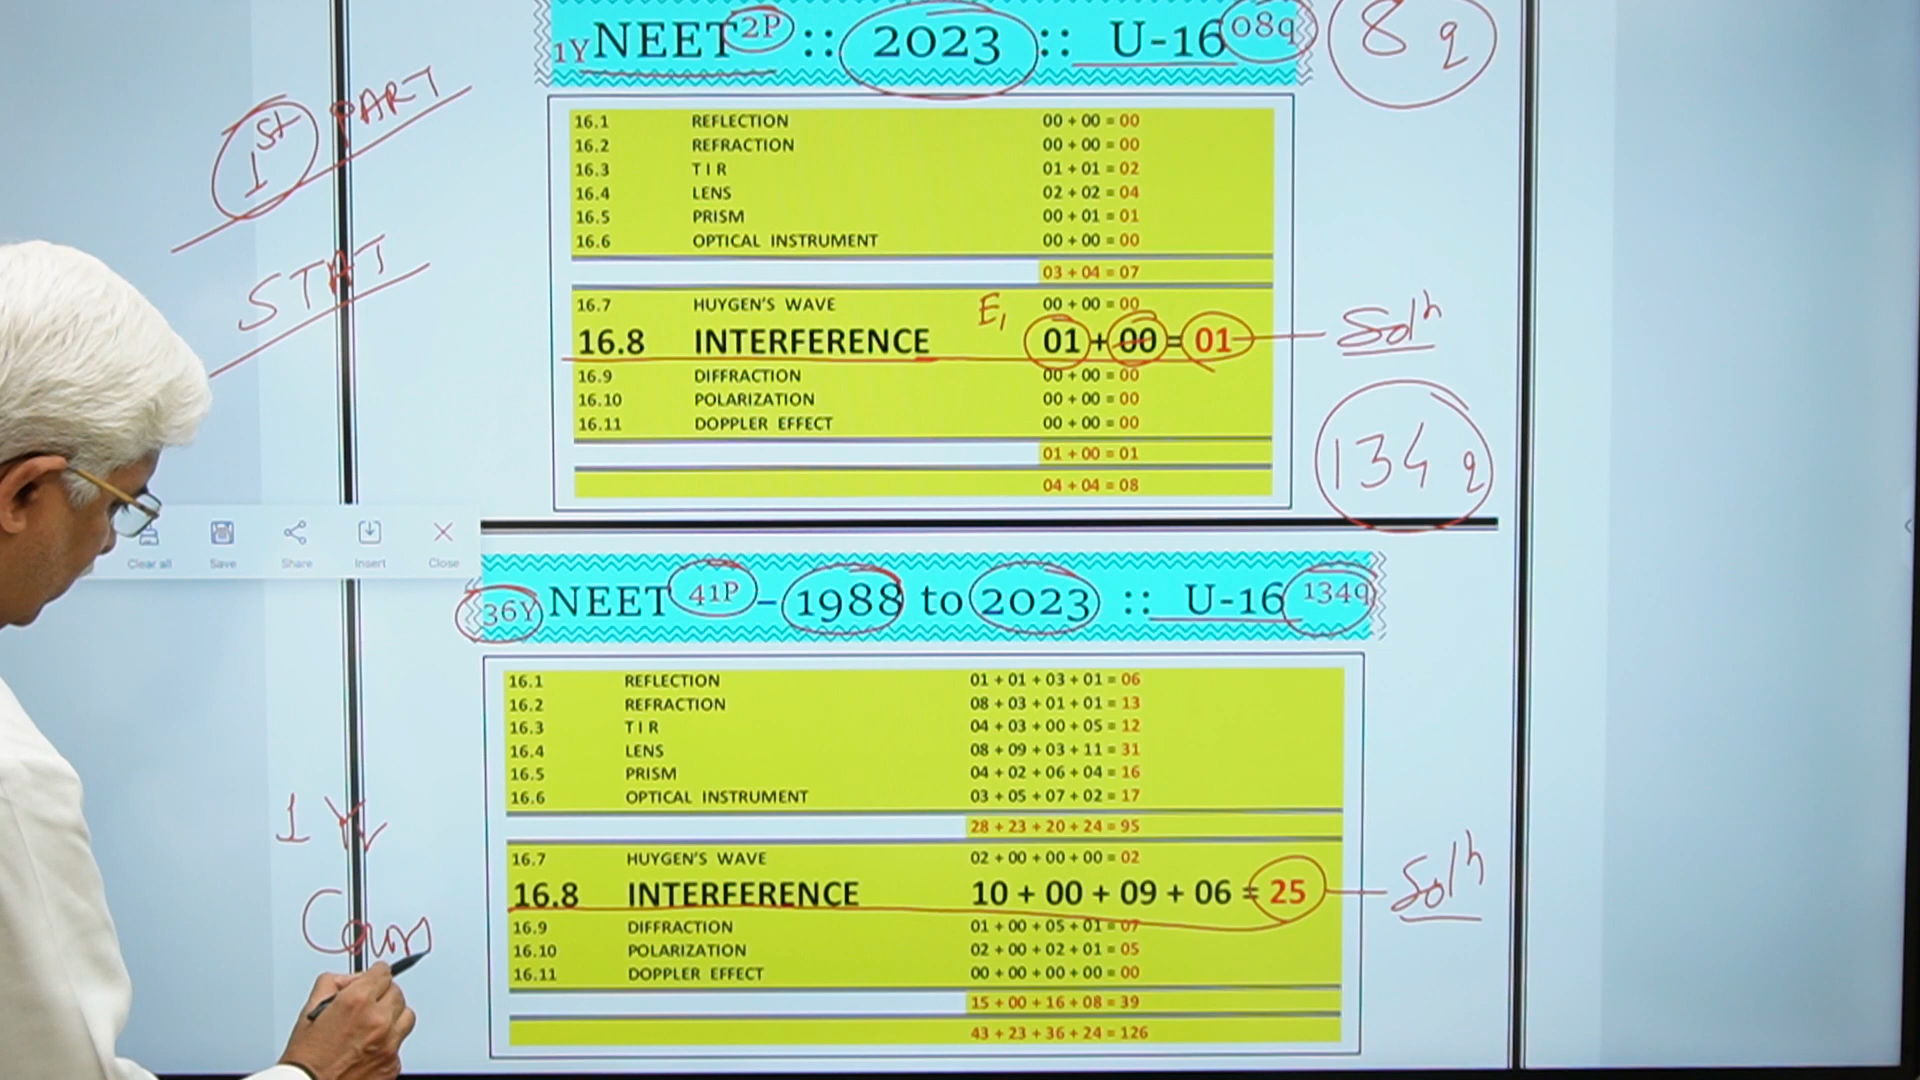 1YNEET2P :: 2023 :: U-16 08q
8 q
1st PART
START
16.1 REFLECTION 00 + 00 = 00
16.2 REFRACTION 00 + 00 = 00
16.3 T I R 01 + 01 = 02
16.4 LENS 02 + 02 = 04
16.5 PRISM 00 + 01 = 01
16.6 OPTICAL INSTRUMENT 00 + 00 = 00
03 + 04 = 07
16.7 HUYGEN'S WAVE 00 + 00 = 00
16.8 INTERFERENCE E1 01 + 00 = 01 Solh
16.9 DIFFRACTION 00 + 00 = 00
16.10 POLARIZATION 00 + 00 = 00
16.11 DOPPLER EFFECT 00 + 00 = 00
01 + 00 = 01
04 + 04 = 08
134 q
Clear all Save Share Insert Close
36Y NEET 41P – 1988 to 2023 :: U-16 134q
16.1 REFLECTION 01 + 01 + 03 + 01 = 06
16.2 REFRACTION 08 + 03 + 01 + 01 = 13
16.3 T I R 04 + 03 + 00 + 05 = 12
16.4 LENS 08 + 09 + 03 + 11 = 31
16.5 PRISM 04 + 02 + 06 + 04 = 16
16.6 OPTICAL INSTRUMENT 03 + 05 + 07 + 02 = 17
28 + 23 + 20 + 24 = 95
16.7 HUYGEN'S WAVE 02 + 00 + 00 + 00 = 02
16.8 INTERFERENCE 10 + 00 + 09 + 06 = 25 Solh
16.9 DIFFRACTION 01 + 00 + 05 + 01 = 07
16.10 POLARIZATION 02 + 00 + 02 + 01 = 05
16.11 DOPPLER EFFECT 00 + 00 + 00 + 00 = 00
15 + 00 + 16 + 08 = 39
43 + 23 + 36 + 24 = 126